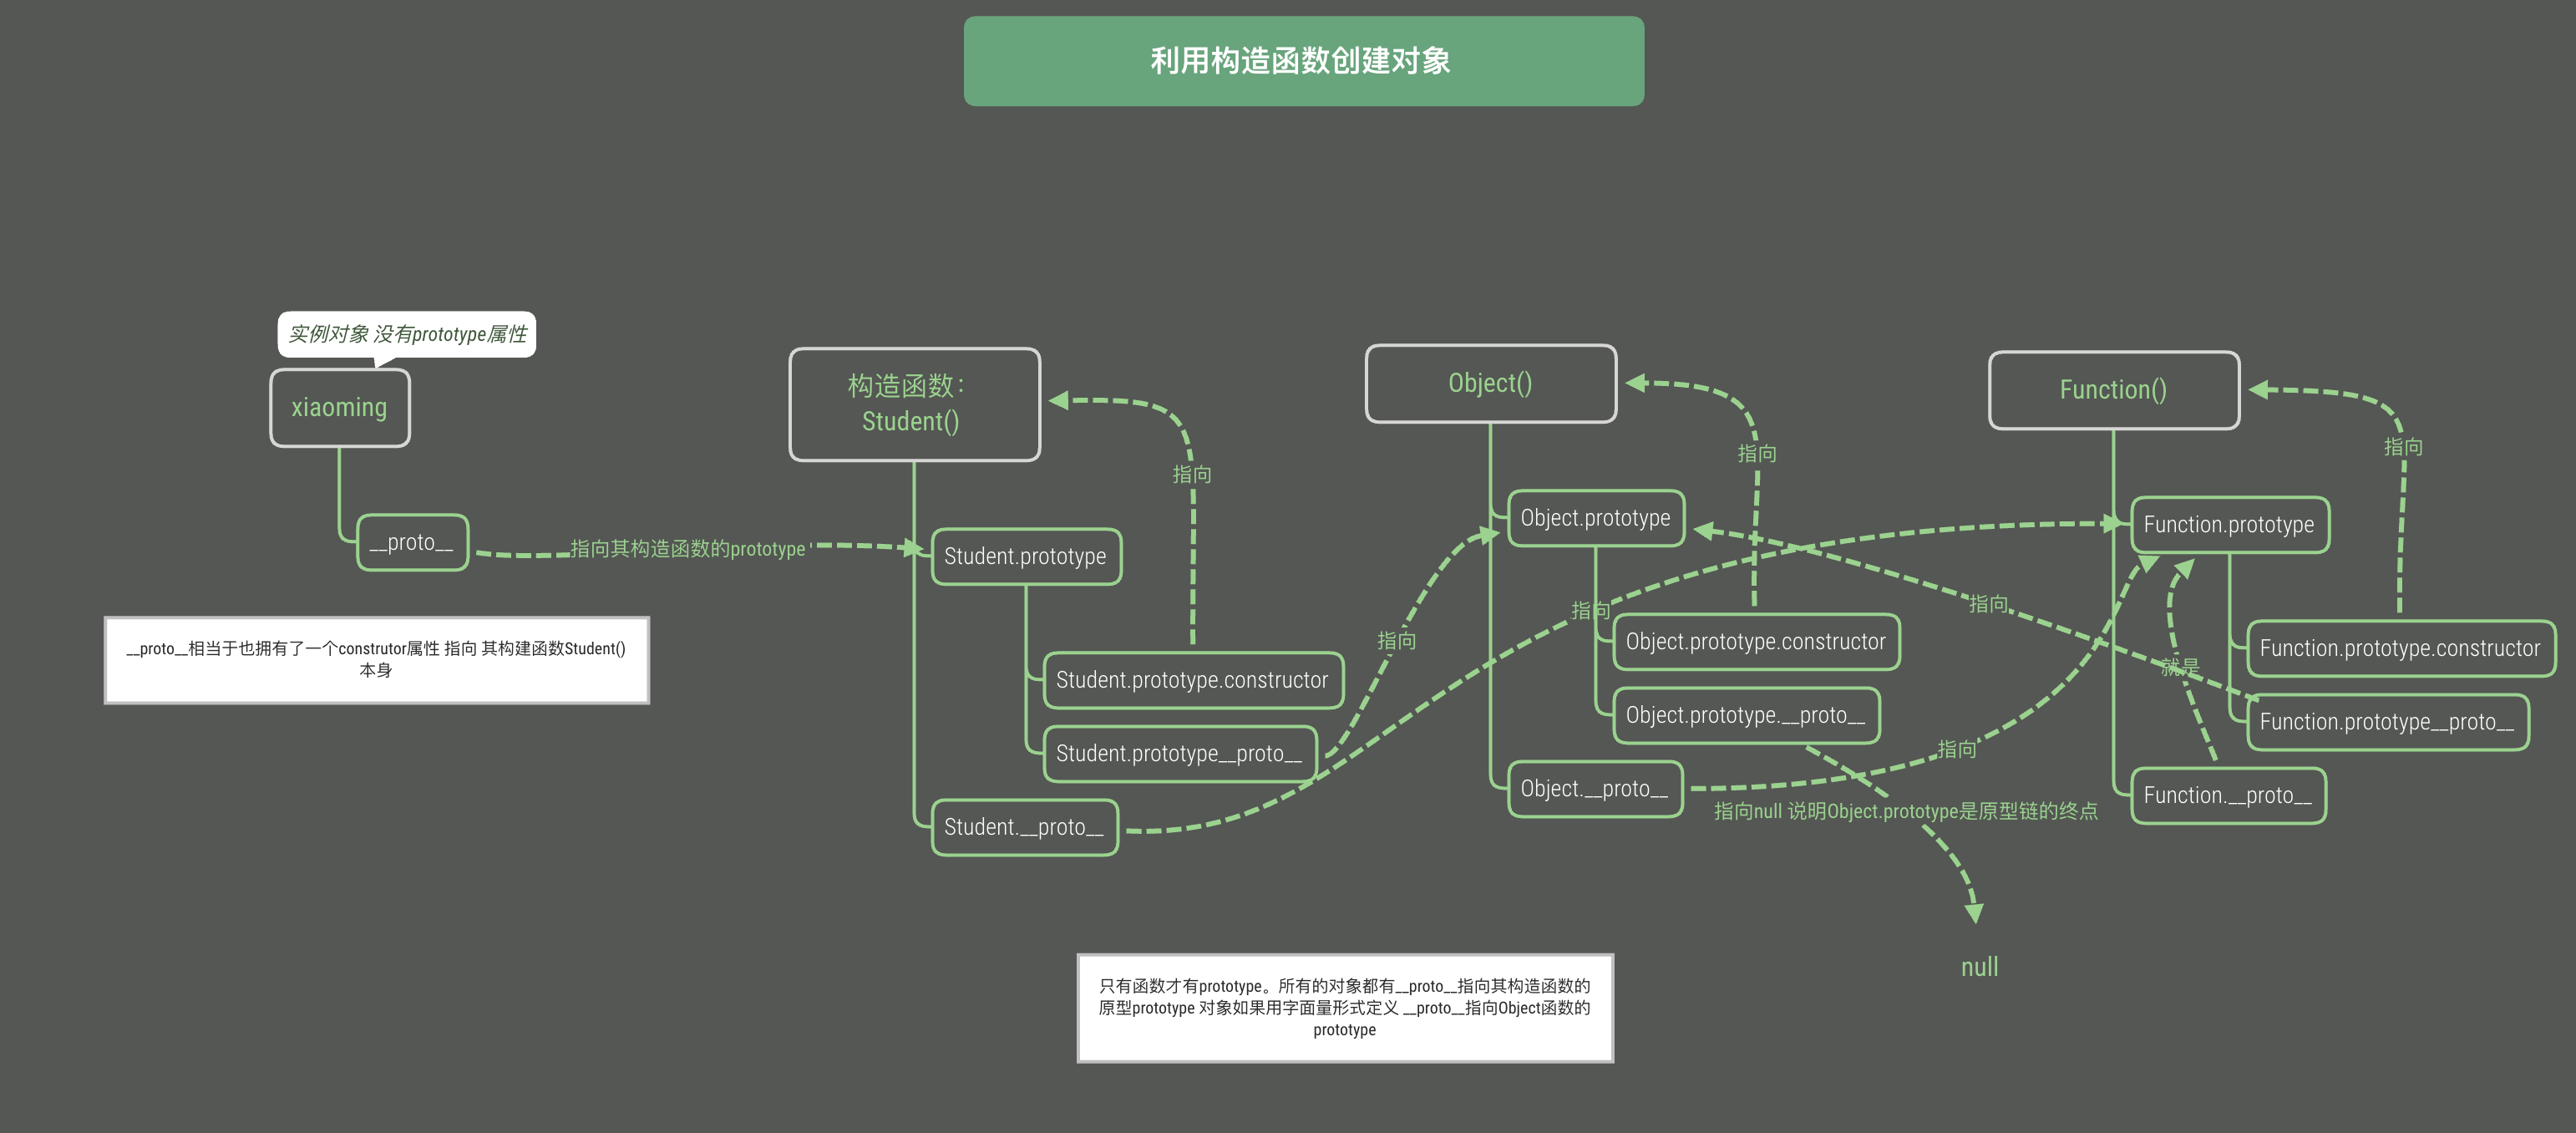 利用构造函数创建对象
实例对象 没有prototype属性
xiaoming
__proto__
指向其构造函数的prototype
__proto__相当于也拥有了一个construtor属性 指向 其构建函数Student()
本身
构造函数：
Student()
指向
Student.prototype
Student.prototype.constructor
Student.prototype__proto__
Student.__proto__
指向
指向
Object()
指向
Object.prototype
Object.prototype.constructor
Object.prototype.__proto__
Object.__proto__
指向
指向
指向null 说明Object.prototype是原型链的终点
null
Function()
指向
Function.prototype
就是
Function.prototype.constructor
Function.prototype__proto__
Function.__proto__
只有函数才有prototype。所有的对象都有__proto__指向其构造函数的
原型prototype 对象如果用字面量形式定义 __proto__指向Object函数的
prototype